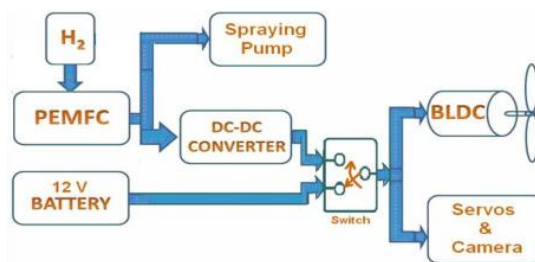 H₂
Spraying
Pump
PEMFC
DC-DC
CONVERTER
BLDC
12 V
BATTERY
Switch
Servos
&
Camera